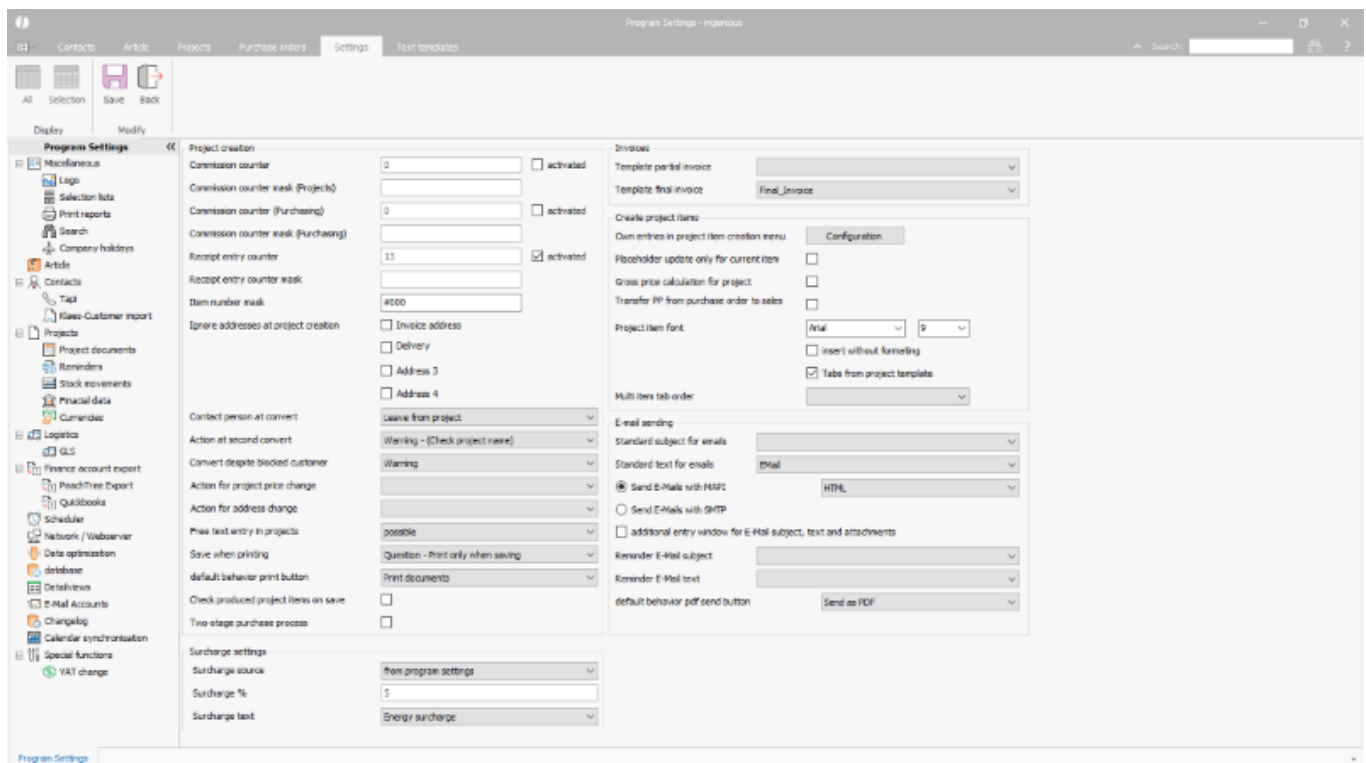 Program Settings - ingenious
Contacts Article Projects Purchase orders Settings Text templates Search: ?
All Selection Save Back
Display Modify
Program Settings
Miscellaneous
Logo
Selection lists
Print reports
Search
Company holidays
Article
Contacts
Tapi
Klaes-Customer import
Projects
Project documents
Reminders
Stock movements
Finacial data
Currencies
Logistics
GLS
Finance account export
PeachTree Export
Quickbooks
Scheduler
Network / Webserver
Data optimization
database
Detailviews
E-Mail Accounts
Changelog
Calendar synchronisation
Special functions
VAT change
Project creation
Commission counter 0 activated
Commission counter mask (Projects)
Commission counter (Purchasing) 0 activated
Commission counter mask (Purchasing)
Receipt entry counter 13 activated
Receipt entry counter mask
Item number mask #000
Ignore addresses at project creation Invoice address
Delivery
Address 3
Address 4
Contact person at convert Leave from project
Action at second convert Warning - (Check project name)
Convert despite blocked customer Warning
Action for project price change
Action for address change
Free text entry in projects possible
Save when printing Question - Print only when saving
default behavior print button Print documents
Check produced project items on save
Two-stage purchase process
Surcharge settings
Surcharge source from program settings
Surcharge % 5
Surcharge text Energy surcharge
Invoices
Template partial invoice
Template final invoice Final_Invoice
Create project items
Own entries in project item creation menu Configuration
Placeholder update only for current item
Gross price calculation for project
Transfer PP from purchase order to sales
Project item font Arial 9
insert without formating
Tabs from project template
Multi item tab order
E-mail sending
Standard subject for emails
Standard text for emails EMail
Send E-Mails with MAPI HTML
Send E-Mails with SMTP
additional entry window for E-Mail subject, text and attachments
Reminder E-Mail subject
Reminder E-Mail text
default behavior pdf send button Send as PDF
Program Settings